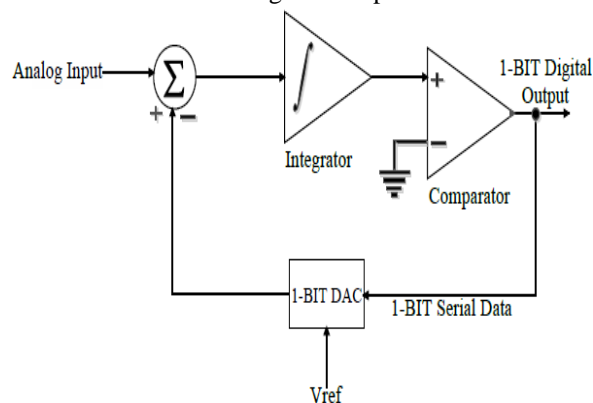 Analog Input
Σ
+ −
∫
Integrator
+
−
Comparator
1-BIT Digital
Output
1-BIT DAC
1-BIT Serial Data
Vref